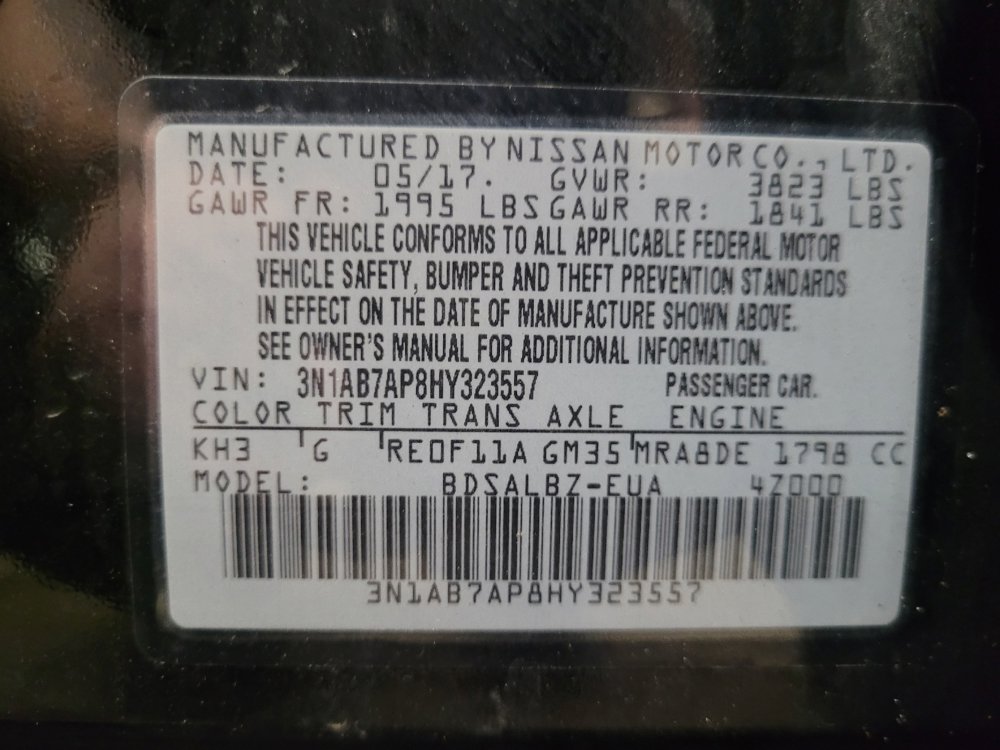 MANUFACTURED BY NISSAN MOTOR CO., LTD.
DATE: 05/17. GVWR: 3823 LBS
GAWR FR: 1995 LBS GAWR RR: 1841 LBS
THIS VEHICLE CONFORMS TO ALL APPLICABLE FEDERAL MOTOR
VEHICLE SAFETY, BUMPER AND THEFT PREVENTION STANDARDS
IN EFFECT ON THE DATE OF MANUFACTURE SHOWN ABOVE.
SEE OWNER'S MANUAL FOR ADDITIONAL INFORMATION.
VIN: 3N1AB7AP8HY323557 PASSENGER CAR.
COLOR TRIM TRANS AXLE ENGINE
KH3 G RE0F11A GM35 MRA8DE 1798 CC
MODEL: BDSALBZ-EUA 4Z000
3N1AB7AP8HY323557